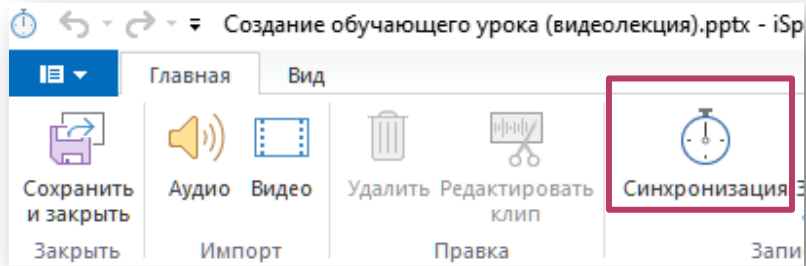 Создание обучающего урока (видеолекция).pptx - iSp
Главная Вид
Сохранить и закрыть
Аудио
Видео
Удалить
Редактировать клип
Синхронизация
Закрыть
Импорт
Правка
Запи